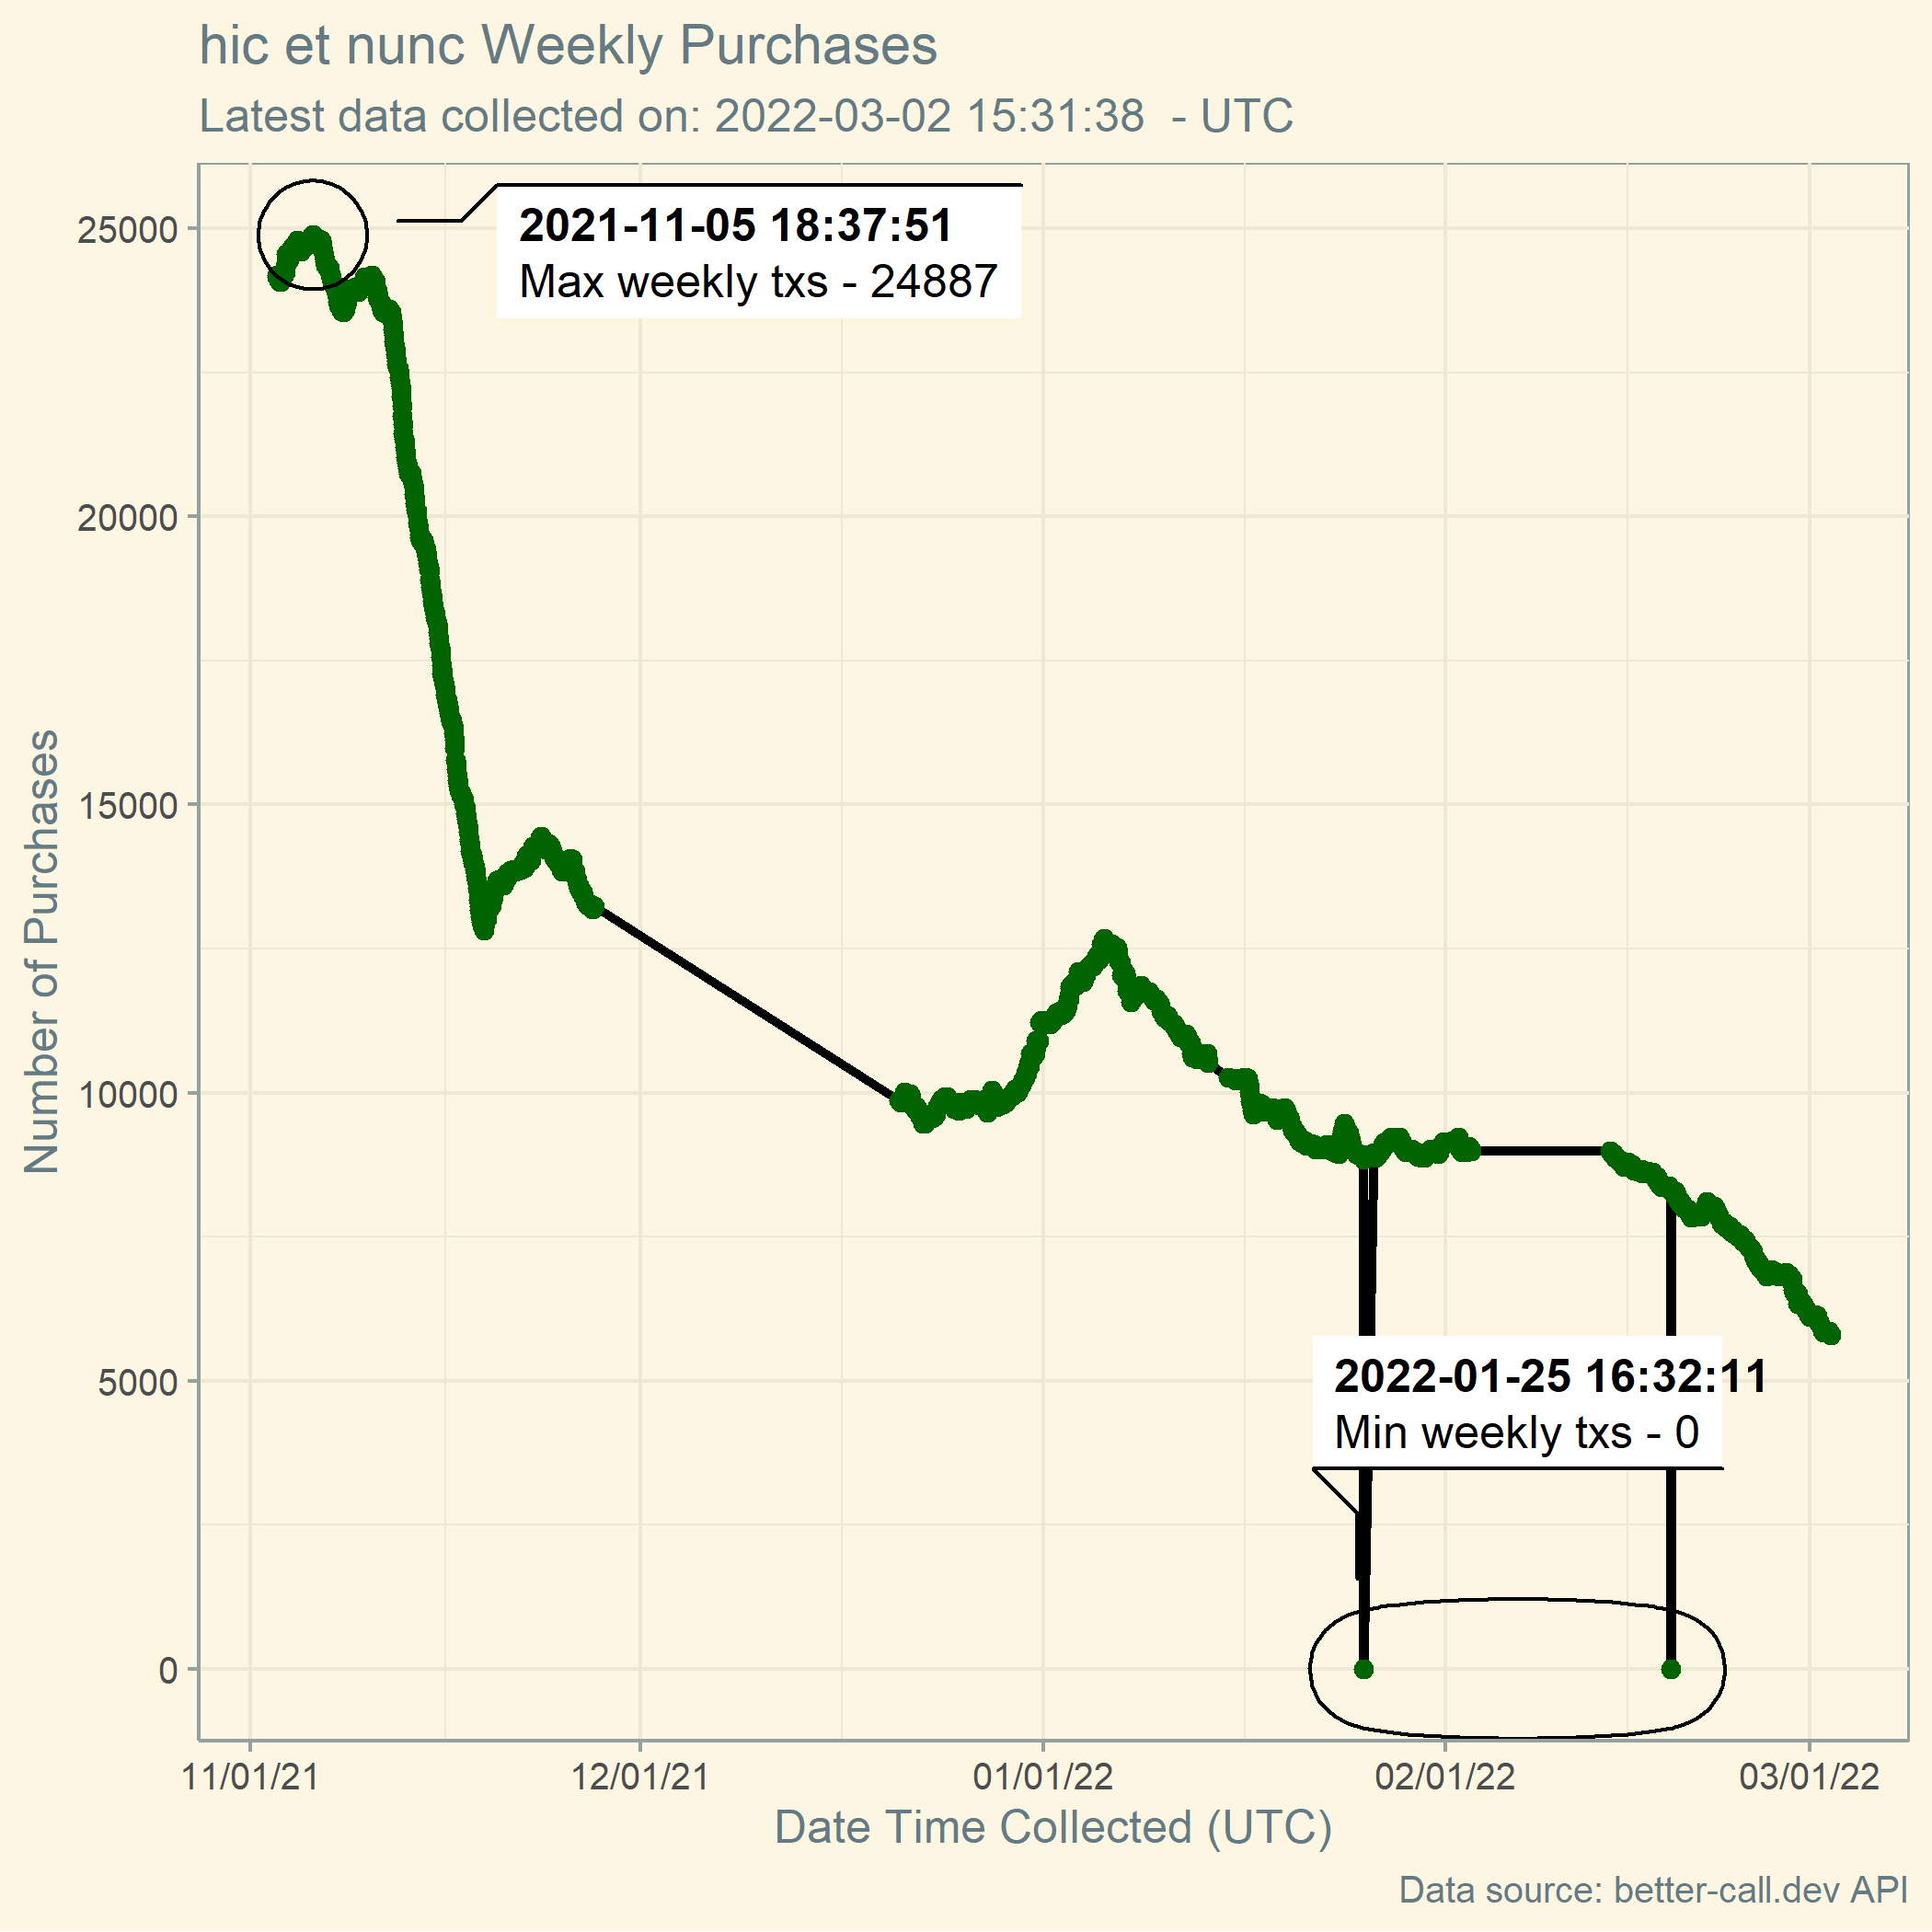 hic et nunc Weekly Purchases
Latest data collected on: 2022-03-02 15:31:38  - UTC
2021-11-05 18:37:51
Max weekly txs - 24887
25000
20000
15000
10000
5000
0
Number of Purchases
2022-01-25 16:32:11
Min weekly txs - 0
11/01/21
12/01/21
01/01/22
02/01/22
03/01/22
Date Time Collected (UTC)
Data source: better-call.dev API